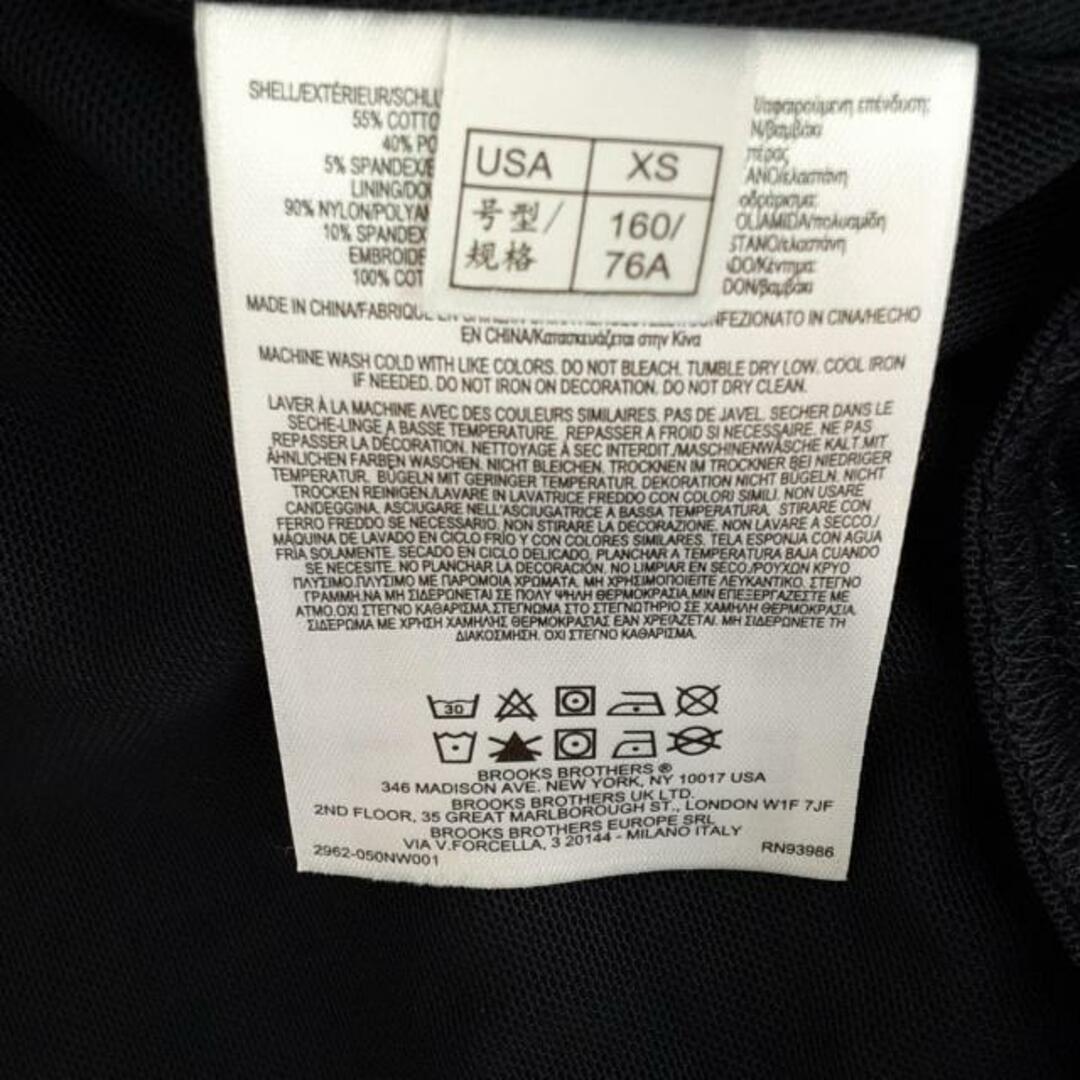 SHELL/EXTÉRIEUR/SCHLU
55% COTTO
40% PO
5% SPANDEX/E
LINING/DO
90% NYLON/POLYAM
10% SPANDEX
EMBROIDE
100% COT
USA XS
号型/ 160/
规格 76A
επένδυση;
N/Βαμβάκι
πέρας
ANO/ελαστάνη
OLIAMIDA/πολυαμίδη
STANO/ελαστάνη
DO/Κέντημα:
DON/Βαμβάκι
MADE IN CHINA/FABRIQU NFEZIONATO IN CINA/HECHO
EN CHINA/Κατασκευάζεται στην Κίνα
MACHINE WASH COLD WITH LIKE COLORS. DO NOT BLEACH. TUMBLE DRY LOW. COOL IRON
IF NEEDED. DO NOT IRON ON DECORATION. DO NOT DRY CLEAN.
LAVER À LA MACHINE AVEC DES COULEURS SIMILAIRES. PAS DE JAVEL. SECHER DANS LE
SECHE-LINGE A BASSE TEMPERATURE. REPASSER A FROID SI NECESSAIRE. NE PAS
REPASSER LA DÉCORATION. NETTOYAGE À SEC INTERDIT./MASCHINENWÄSCHE KALT.MIT
ÄHNLICHEN FARBEN WASCHEN. NICHT BLEICHEN. TROCKNEN IM TROCKNER BEI NIEDRIGER
TEMPERATUR. BÜGELN MIT GERINGER TEMPERATUR. DEKORATION NICHT BÜGELN. NICHT
TROCKEN REINIGEN./LAVARE IN LAVATRICE FREDDO CON COLORI SIMILI. NON USARE
CANDEGGINA. ASCIUGARE NELL'ASCIUGATRICE A BASSA TEMPERATURA. STIRARE CON
FERRO FREDDO SE NECESSARIO. NON STIRARE LA DECORAZIONE. NON LAVARE A SECCO./
MÁQUINA DE LAVADO EN CICLO FRÍO Y CON COLORES SIMILARES. TELA ESPONJA CON AGUA
FRÍA SOLAMENTE. SECADO EN CICLO DELICADO. PLANCHAR A TEMPERATURA BAJA CUANDO
SE NECESITE. NO PLANCHAR LA DECORACIÓN. NO LIMPIAR EN SECO./ΡΟΥΧΩΝ ΚΡΥΟ
ΠΛΥΣΙΜΟ.ΠΛΥΣΙΜΟ ΜΕ ΠΑΡΟΜΟΙΑ ΧΡΩΜΑΤΑ. ΜΗ ΧΡΗΣΙΜΟΠΟΙΕΙΤΕ ΛΕΥΚΑΝΤΙΚΟ. ΣΤΕΓΝΟ
ΓΡΑΜΜΗ.ΝΑ ΜΗ ΣΙΔΕΡΩΝΕΤΑΙ ΣΕ ΠΟΛΥ ΨΗΛΗ ΘΕΡΜΟΚΡΑΣΙΑ.ΜΙΝ ΕΠΕΞΕΡΓΑΖΕΣΤΕ ΜΕ
ΑΤΜΟ.ΟΧΙ ΣΤΕΓΝΟ ΚΑΘΑΡΙΣΜΑ.ΣΤΕΓΝΩΜΑ ΣΤΟ ΣΤΕΓΝΩΤΗΡΙΟ ΣΕ ΧΑΜΗΛΗ ΘΕΡΜΟΚΡΑΣΙΑ.
ΣΙΔΕΡΩΜΑ ΜΕ ΧΡΗΣΗ ΧΑΜΗΛΗΣ ΘΕΡΜΟΚΡΑΣΙΑΣ ΕΑΝ ΧΡΕΙΑΖΕΤΑΙ. ΜΗ ΣΙΔΕΡΩΝΕΤΕ ΤΗ
ΔΙΑΚΟΣΜΗΣΗ. ΟΧΙ ΣΤΕΓΝΟ ΚΑΘΑΡΙΣΜΑ.
30
BROOKS BROTHERS ®
346 MADISON AVE. NEW YORK, NY 10017 USA
BROOKS BROTHERS UK LTD.
2ND FLOOR, 35 GREAT MARLBOROUGH ST., LONDON W1F 7JF
BROOKS BROTHERS EUROPE SRL
VIA V.FORCELLA, 3 20144 - MILANO ITALY
2962-050NW001 RN93986